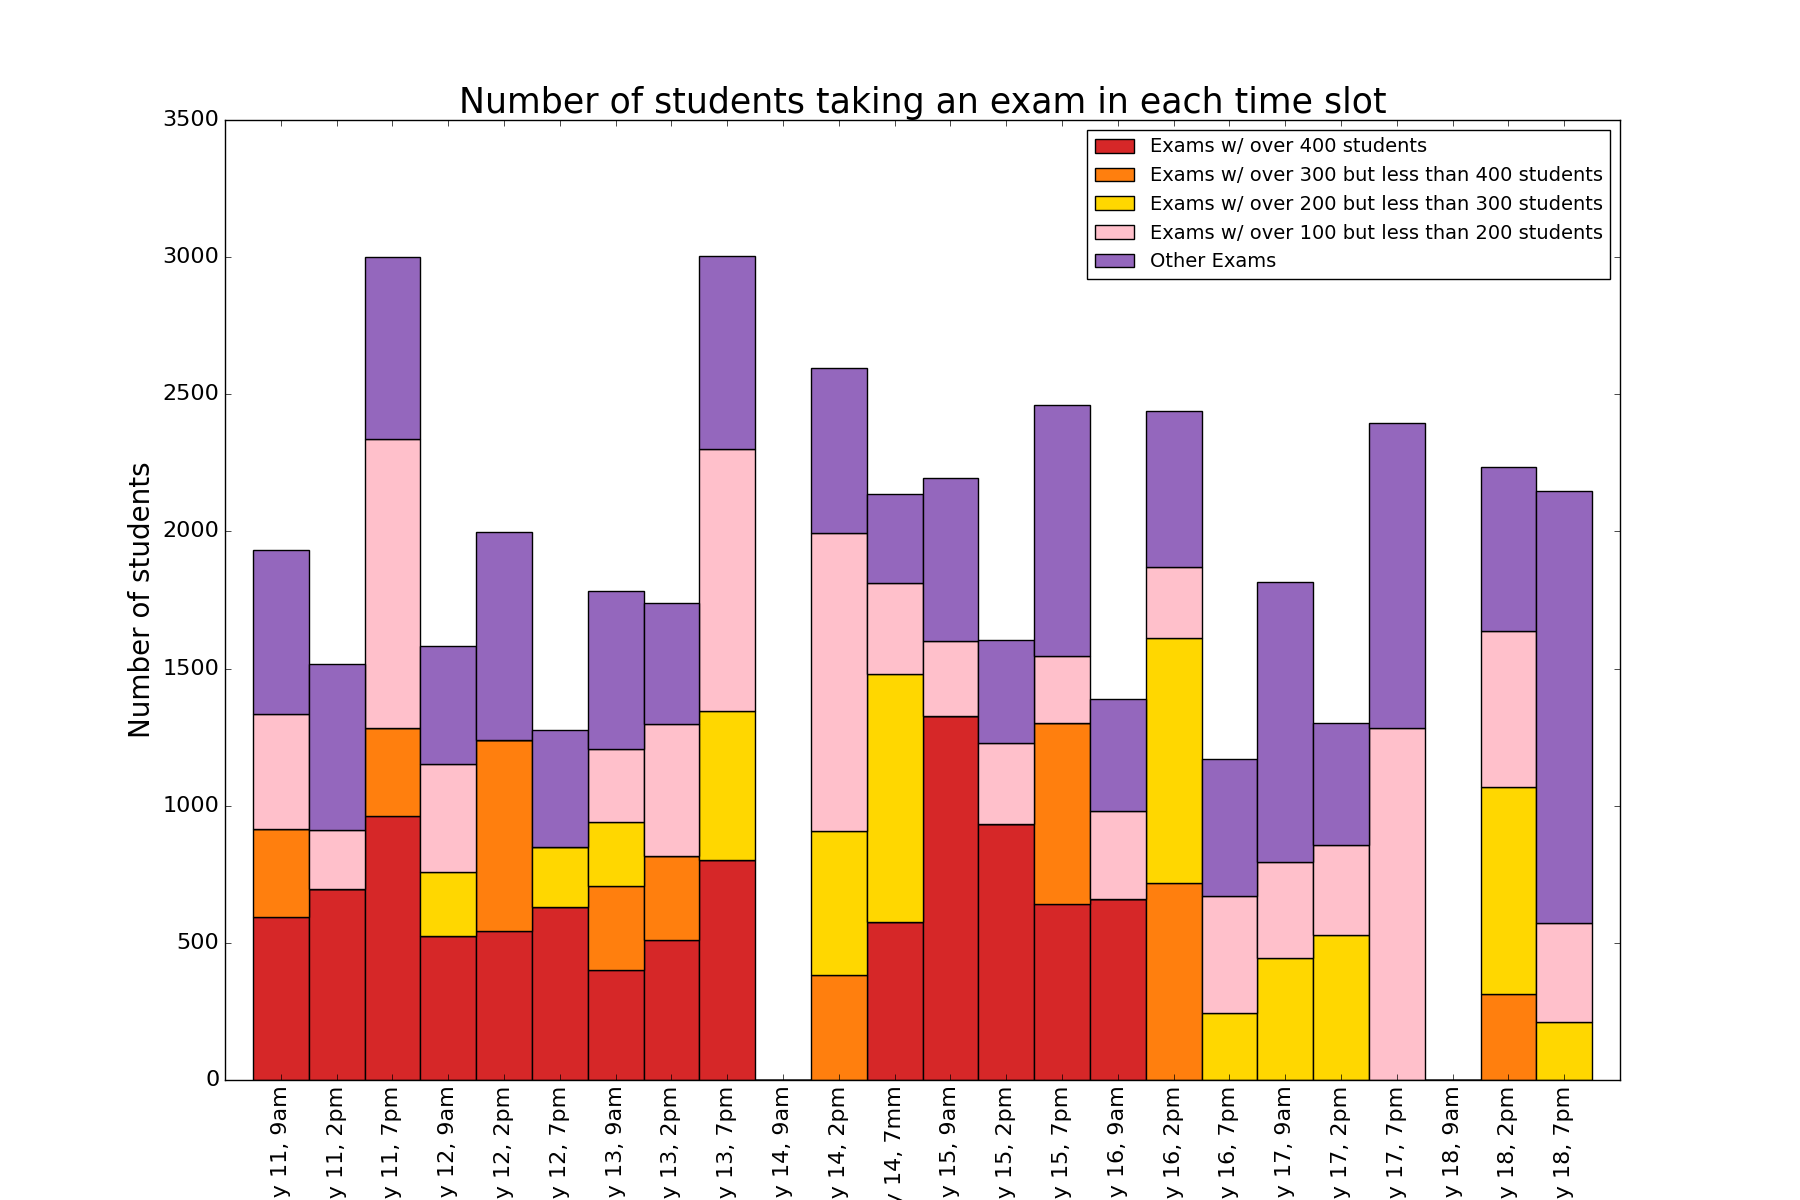 Number of students taking an exam in each time slot
Exams w/ over 400 students
Exams w/ over 300 but less than 400 students
Exams w/ over 200 but less than 300 students
Exams w/ over 100 but less than 200 students
Other Exams
Number of students
3500
3000
2500
2000
1500
1000
500
0
y 11, 9am
y 11, 2pm
y 11, 7pm
y 12, 9am
y 12, 2pm
y 12, 7pm
y 13, 9am
y 13, 2pm
y 13, 7pm
y 14, 9am
y 14, 2pm
y 14, 7mm
y 15, 9am
y 15, 2pm
y 15, 7pm
y 16, 9am
y 16, 2pm
y 16, 7pm
y 17, 9am
y 17, 2pm
y 17, 7pm
y 18, 9am
y 18, 2pm
y 18, 7pm